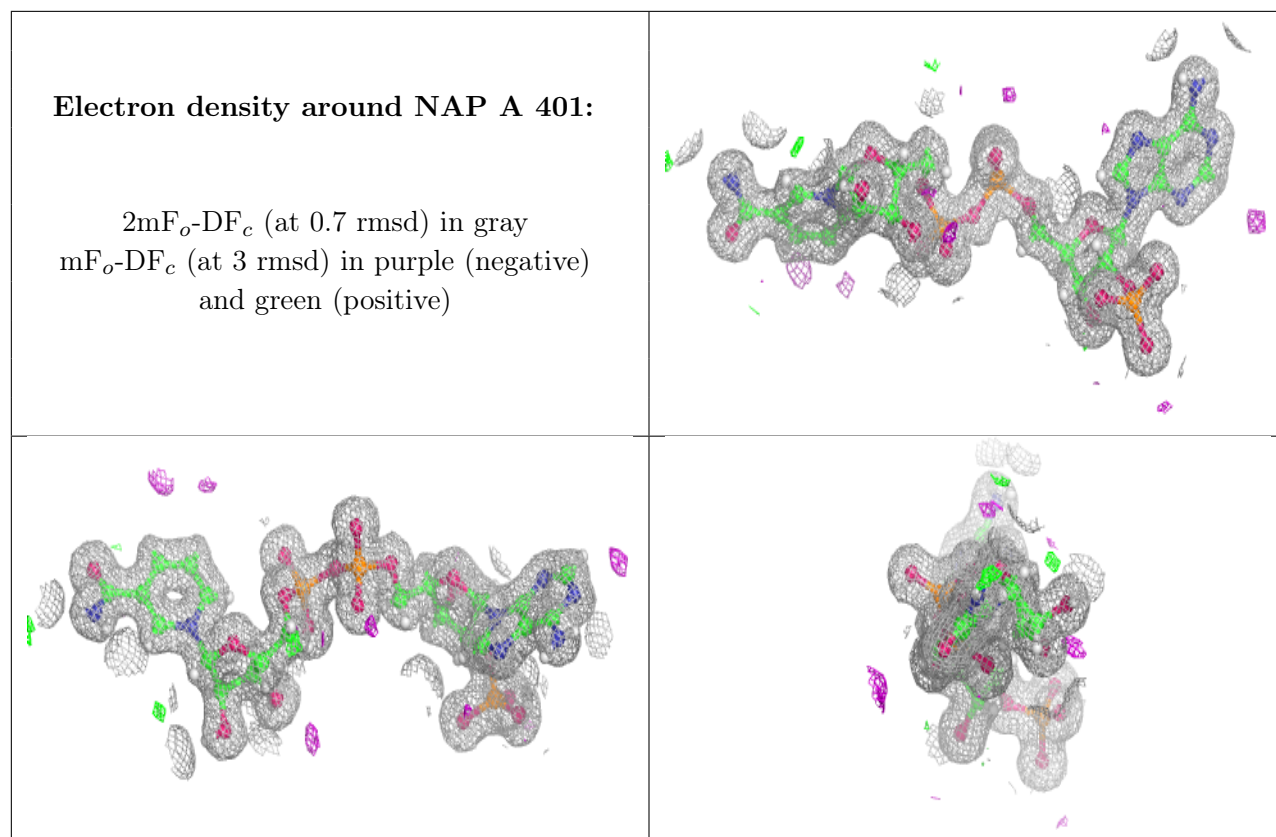 Electron density around NAP A 401:
2mFo-DFc (at 0.7 rmsd) in gray
mFo-DFc (at 3 rmsd) in purple (negative)
and green (positive)